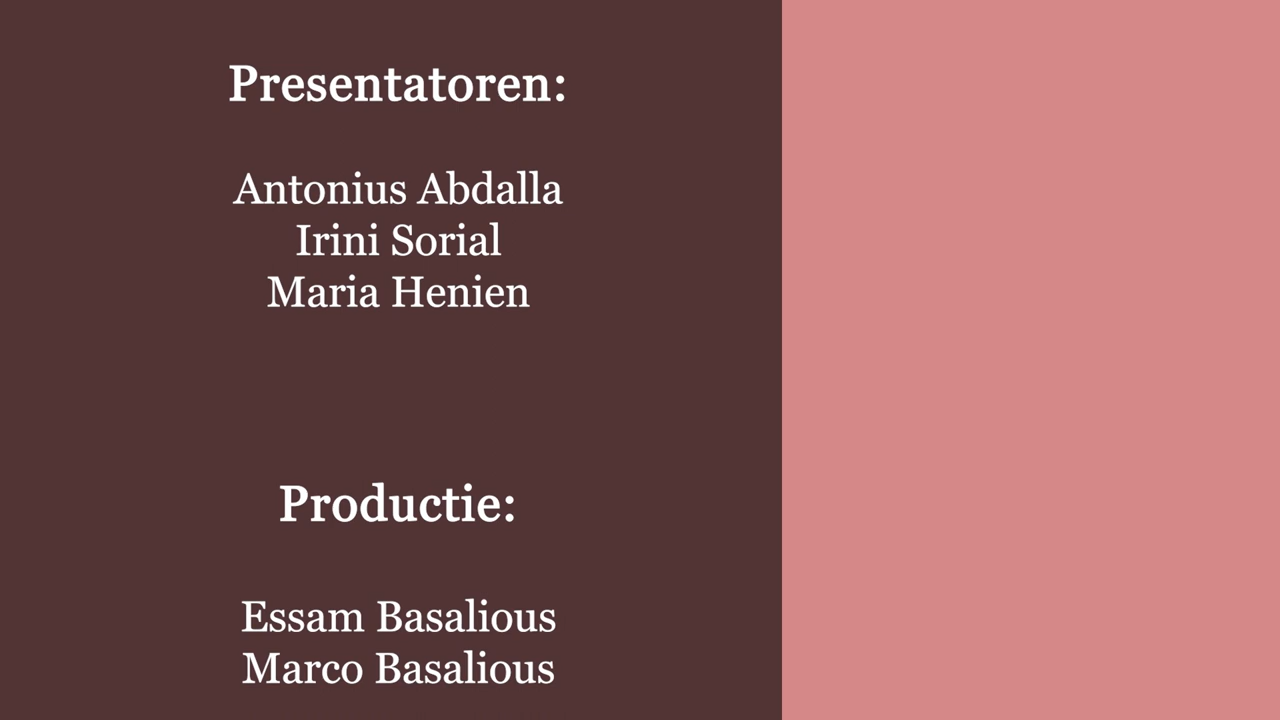 Presentatoren:
Antonius Abdalla
Irini Sorial
Maria Henien
Productie:
Essam Basalious
Marco Basalious